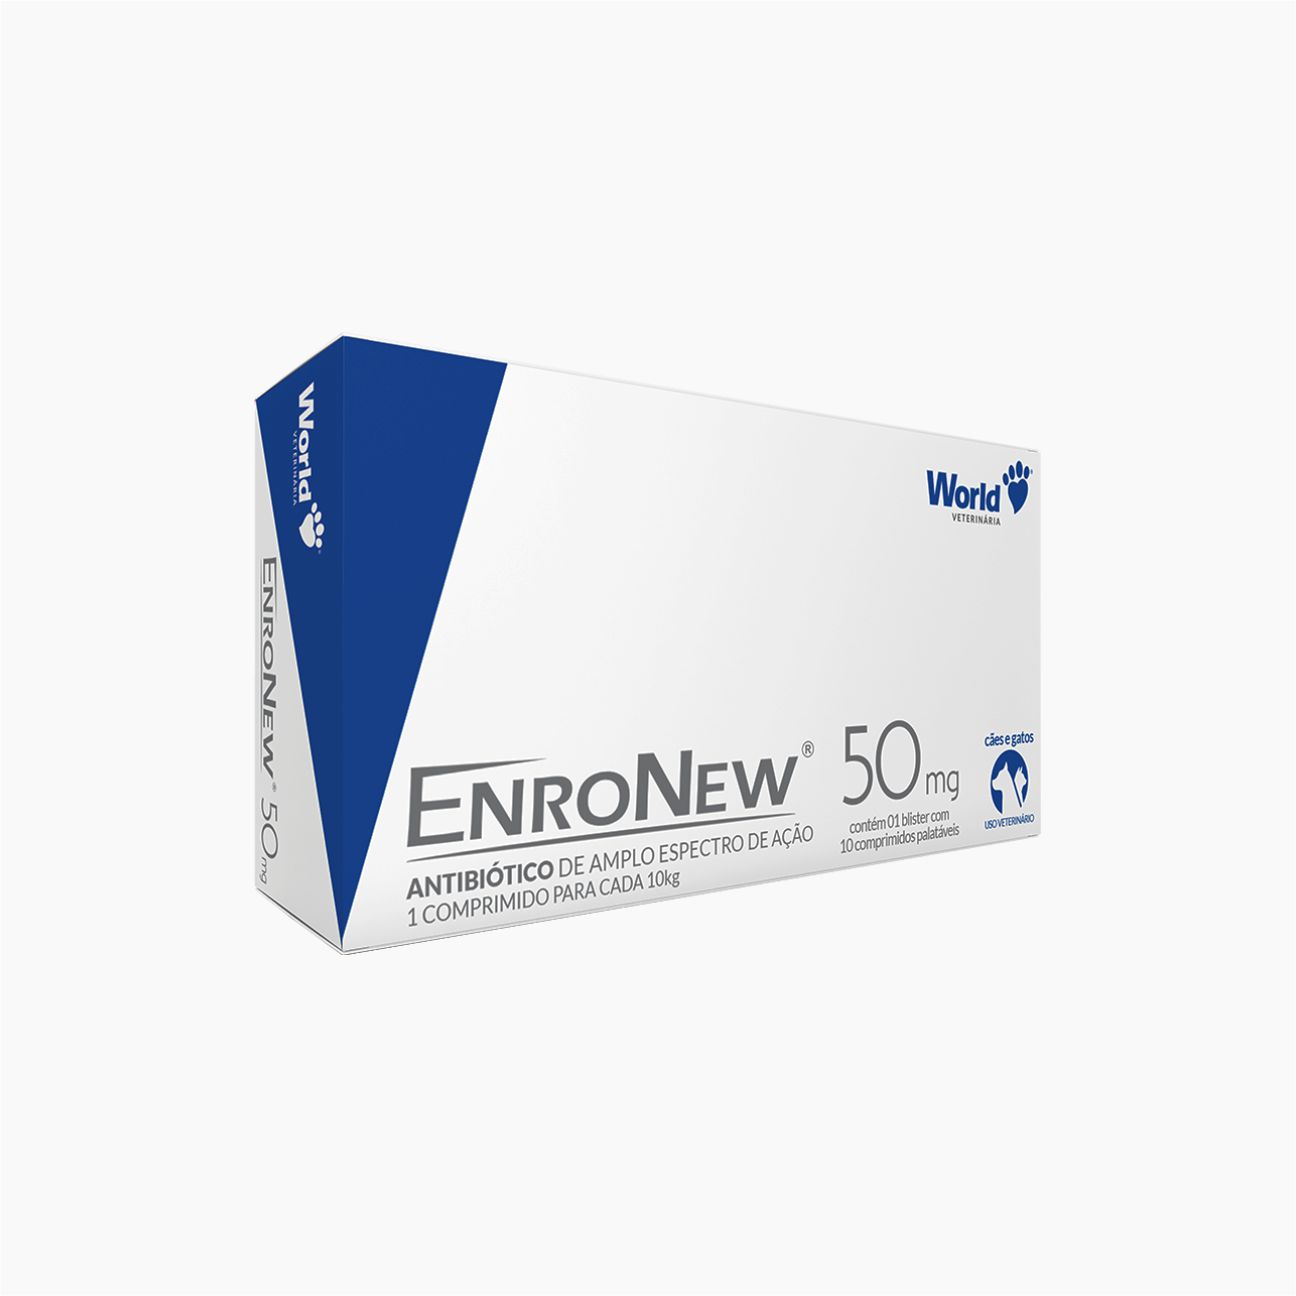 World
VETERINÁRIA
ENRONEW® 50mg
World®
VETERINÁRIA
cães e gatos
USO VETERINÁRIO
ENRONEW® 50mg
contém 01 blister com
10 comprimidos palatáveis
ANTIBIÓTICO DE AMPLO ESPECTRO DE AÇÃO
1 COMPRIMIDO PARA CADA 10kg